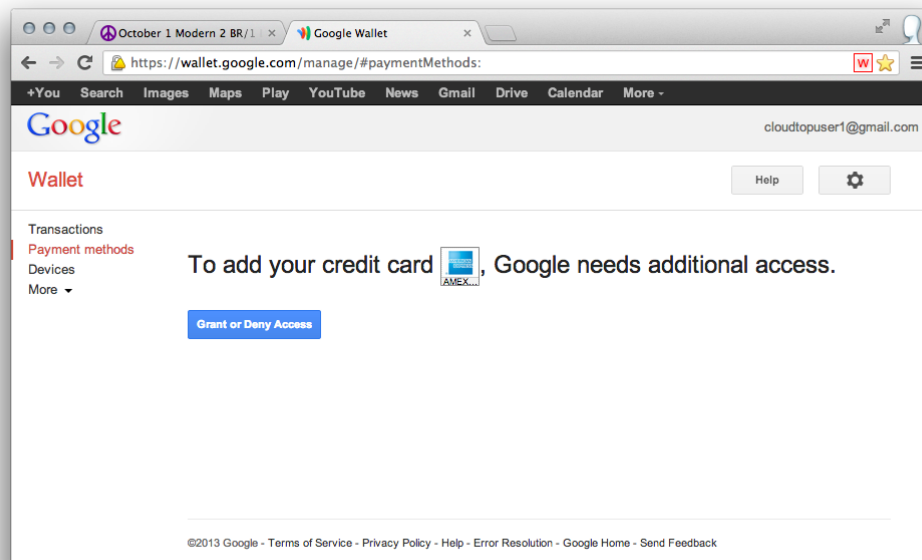 October 1 Modern 2 BR/1
Google Wallet
https://wallet.google.com/manage/#paymentMethods:
W
+You Search Images Maps Play YouTube News Gmail Drive Calendar More
Google
cloudtopuser1@gmail.com
Wallet
Help
Transactions
Payment methods
Devices
More
To add your credit card AMEX..., Google needs additional access.
Grant or Deny Access
©2013 Google - Terms of Service - Privacy Policy - Help - Error Resolution - Google Home - Send Feedback